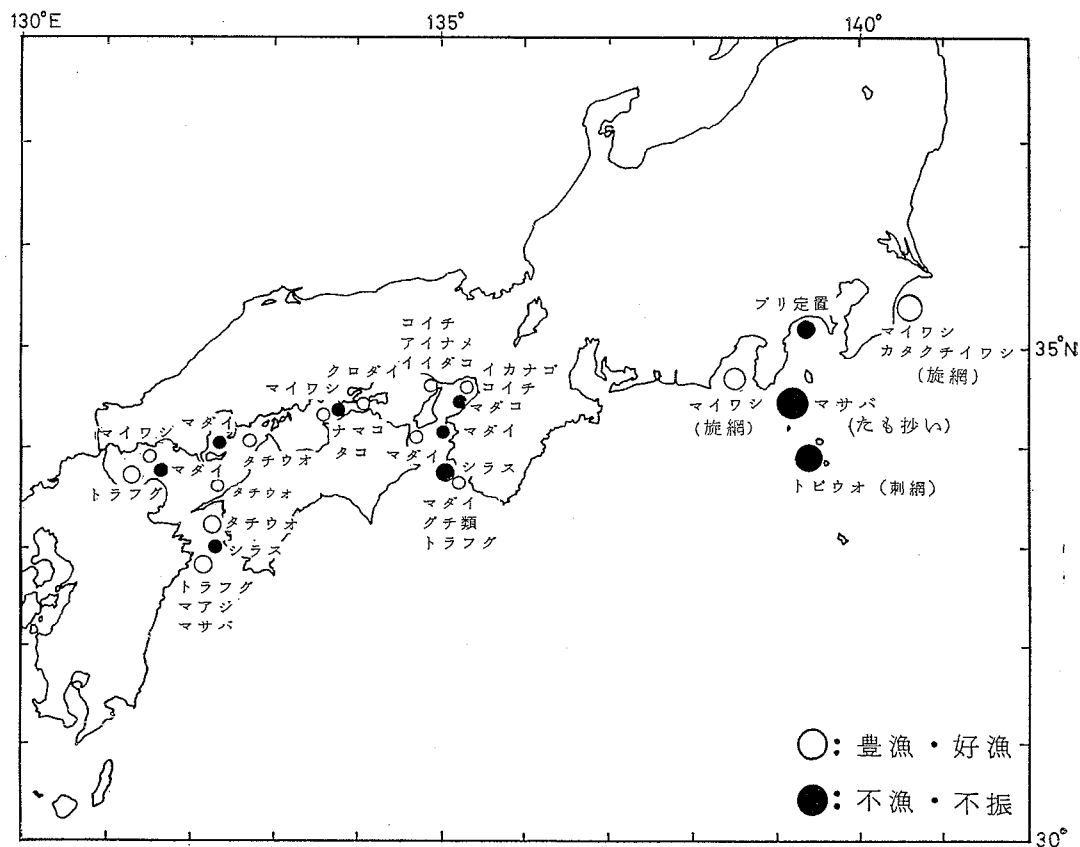 130°E
135°
140°
ブリ定置
マイワシ
カタクチイワシ
(旋網)
35°N
コイチ
アイナメ
イイダコ
イカナゴ
コイチ
マダコ
クロダイ
マイワシ
マイワシ
(旋網)
マサバ
(たも抄い)
マダイ
マイワシ
ナマコ
タコ
マダイ
マダイ
タチウオ
マダイ
トラフグ
タチウオ
シラス
マダイ
グチ類
トラフグ
トビウオ(刺網)
タチウオ
シラス
トラフグ
マアジ
マサバ
○:豊漁・好漁
●:不漁・不振
30°